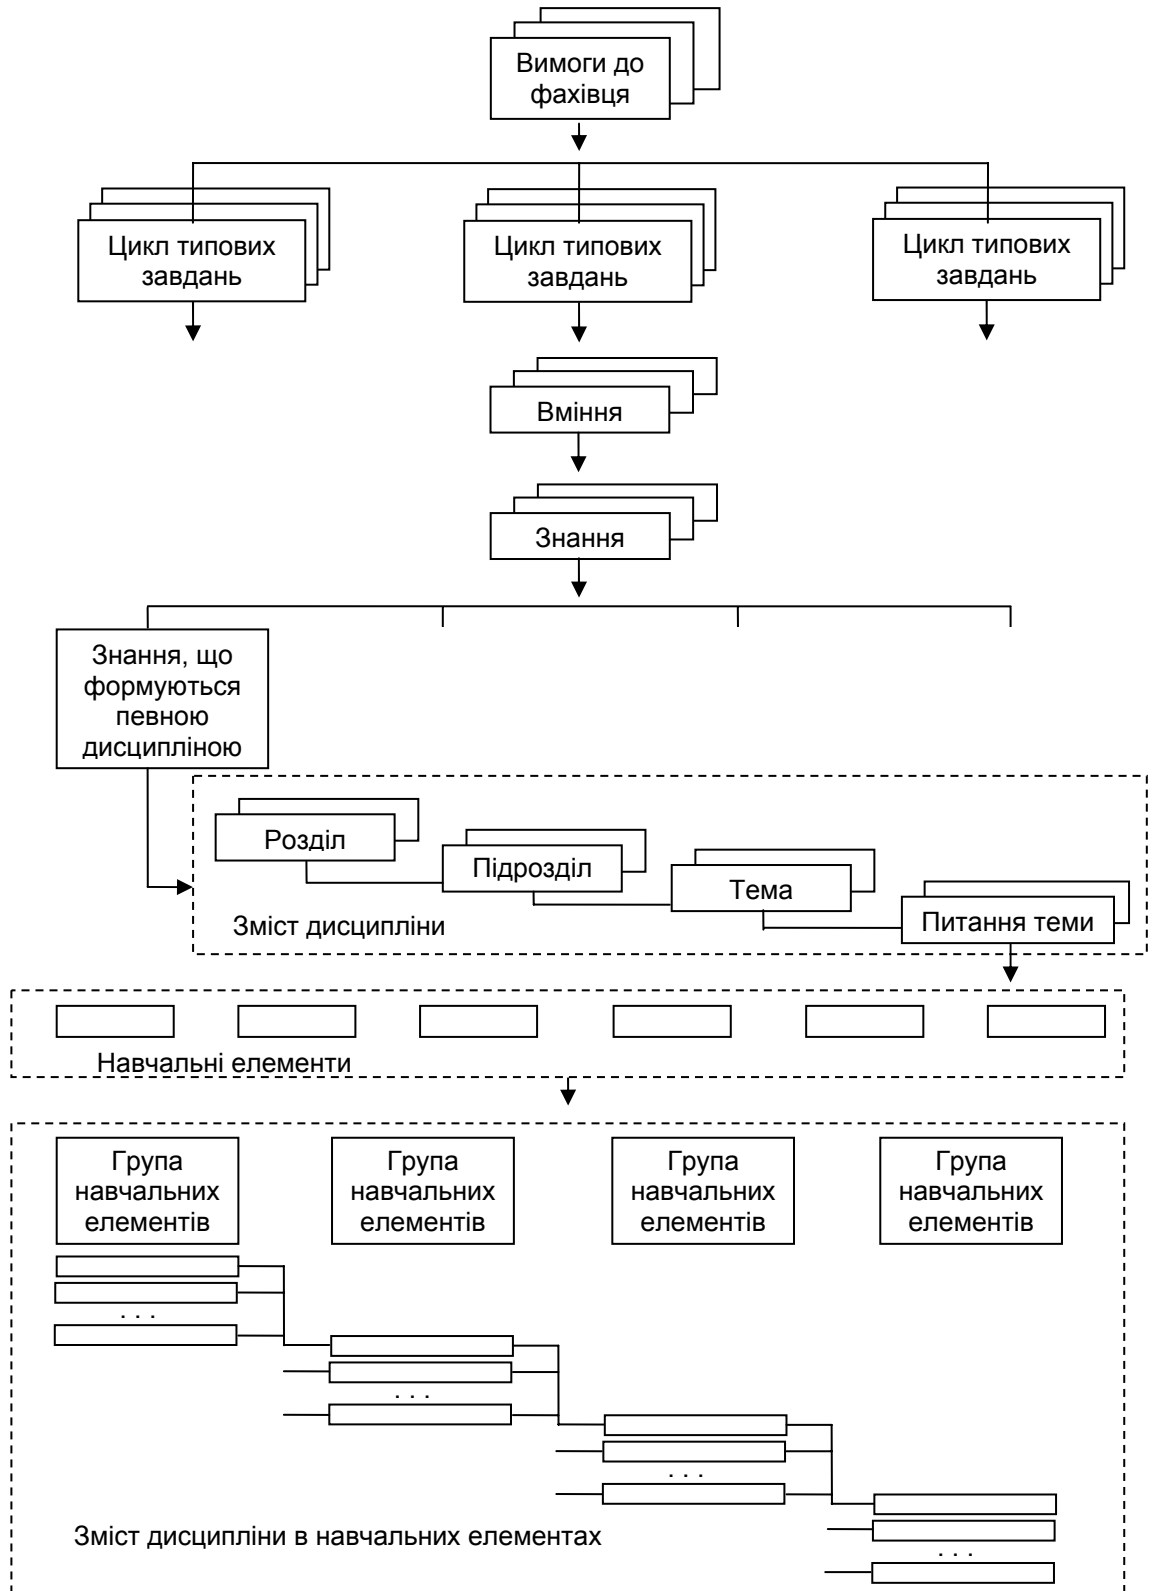 Вимоги до
фахівця
Цикл типових
завдань
Цикл типових
завдань
Цикл типових
завдань
Вміння
Знання
Знання, що
формуються
певною
дисципліною
Розділ
Підрозділ
Тема
Питання теми
Зміст дисципліни
Навчальні елементи
Група
навчальних
елементів
Група
навчальних
елементів
Група
навчальних
елементів
Група
навчальних
елементів
. . .
. . .
. . .
. . .
Зміст дисципліни в навчальних елементах